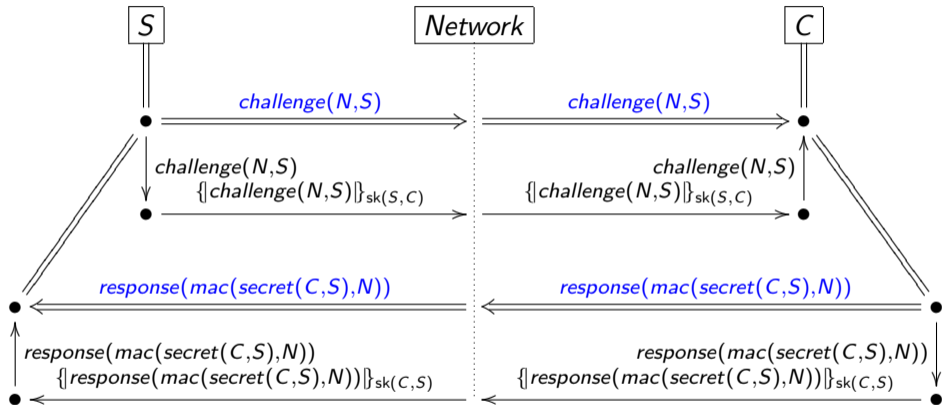 S Network C
challenge(N,S) challenge(N,S)
challenge(N,S) challenge(N,S)
{|challenge(N,S)|}sk(S,C) {|challenge(N,S)|}sk(S,C)
response(mac(secret(C,S),N)) response(mac(secret(C,S),N))
response(mac(secret(C,S),N)) response(mac(secret(C,S),N))
{|response(mac(secret(C,S),N))|}sk(C,S) {|response(mac(secret(C,S),N))|}sk(C,S)